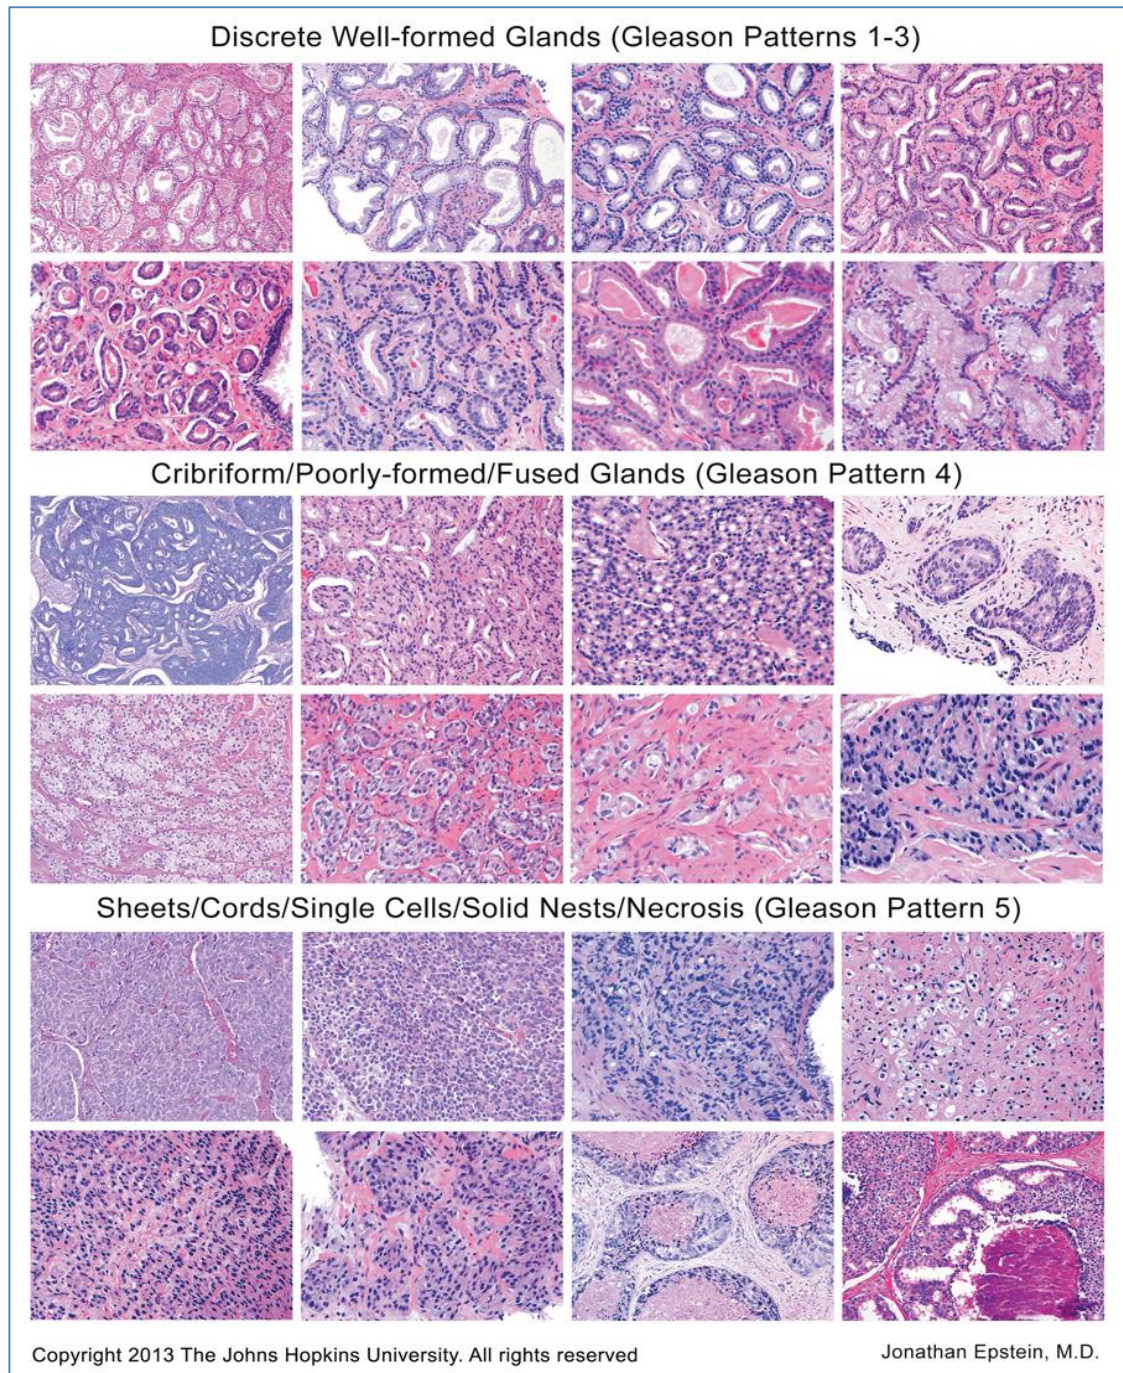 Discrete Well-formed Glands (Gleason Patterns 1-3)
Cribriform/Poorly-formed/Fused Glands (Gleason Pattern 4)
Sheets/Cords/Single Cells/Solid Nests/Necrosis (Gleason Pattern 5)
Copyright 2013 The Johns Hopkins University. All rights reserved
Jonathan Epstein, M.D.